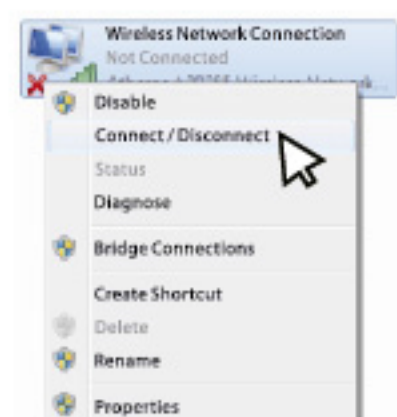 Wireless Network Connection
Not Connected
Disable
Connect / Disconnect
Status
Diagnose
Bridge Connections
Create Shortcut
Delete
Rename
Properties